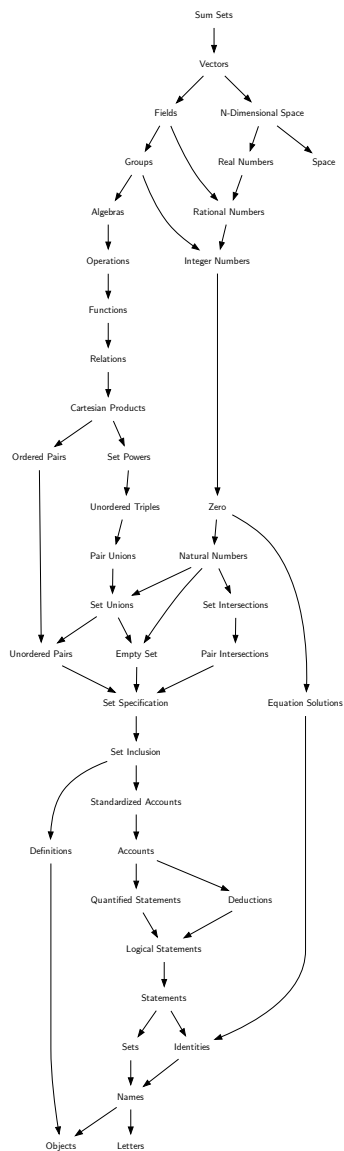 Sum Sets
Vectors
Fields
N-Dimensional Space
Groups
Real Numbers
Space
Algebras
Rational Numbers
Operations
Integer Numbers
Functions
Relations
Cartesian Products
Ordered Pairs
Set Powers
Unordered Triples
Zero
Pair Unions
Natural Numbers
Set Unions
Set Intersections
Unordered Pairs
Empty Set
Pair Intersections
Set Specification
Equation Solutions
Set Inclusion
Standardized Accounts
Definitions
Accounts
Quantified Statements
Deductions
Logical Statements
Statements
Sets
Identities
Names
Objects
Letters